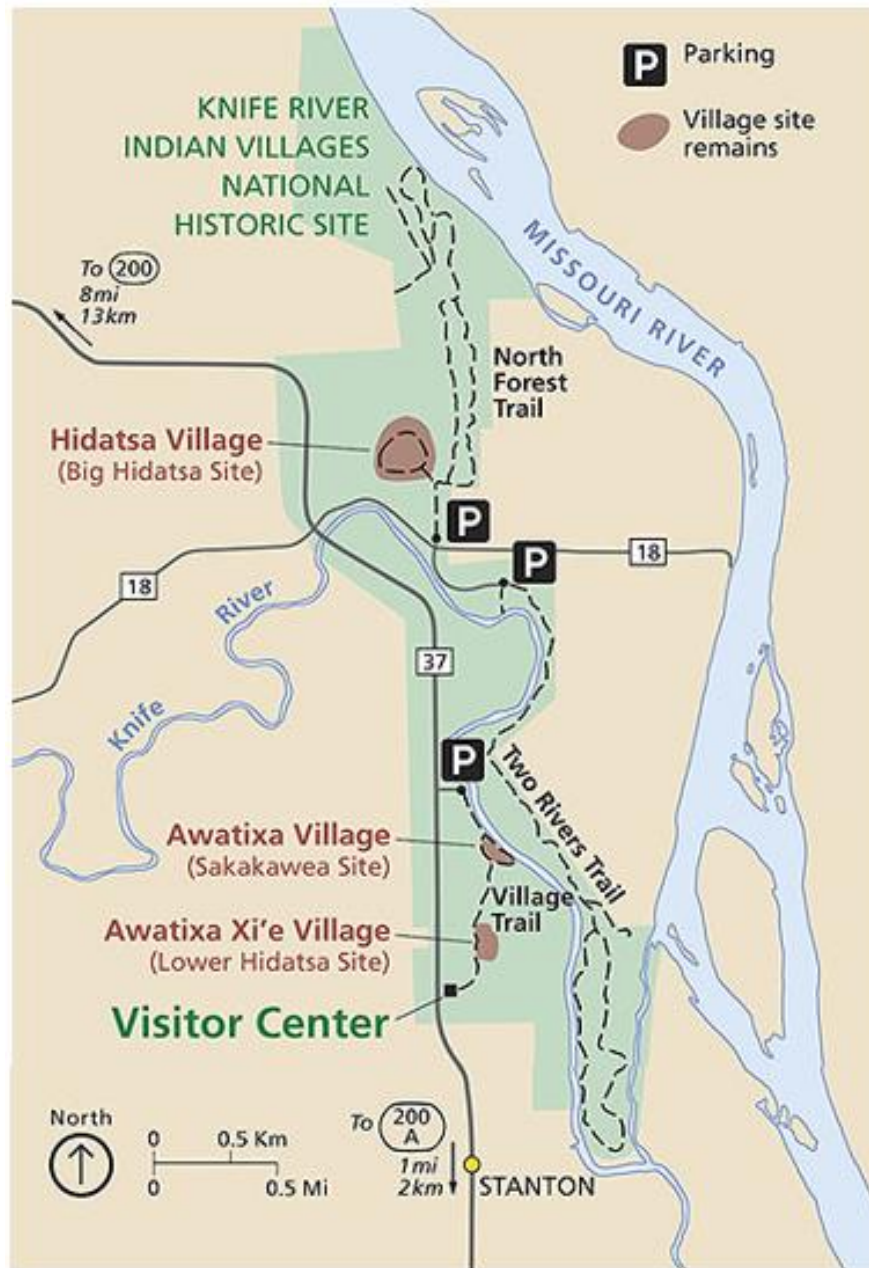 P Parking
Village site
remains
KNIFE RIVER
INDIAN VILLAGES
NATIONAL
HISTORIC SITE
MISSOURI RIVER
To 200
8mi
13km
North
Forest
Trail
Hidatsa Village
(Big Hidatsa Site)
P
P
18
18
River
Knife
37
P
Two Rivers Trail
Awatixa Village
(Sakakawea Site)
Village
Trail
Awatixa Xi'e Village
(Lower Hidatsa Site)
Visitor Center
North
0 0.5 Km
0 0.5 Mi
To 200
A
1mi
2km
STANTON